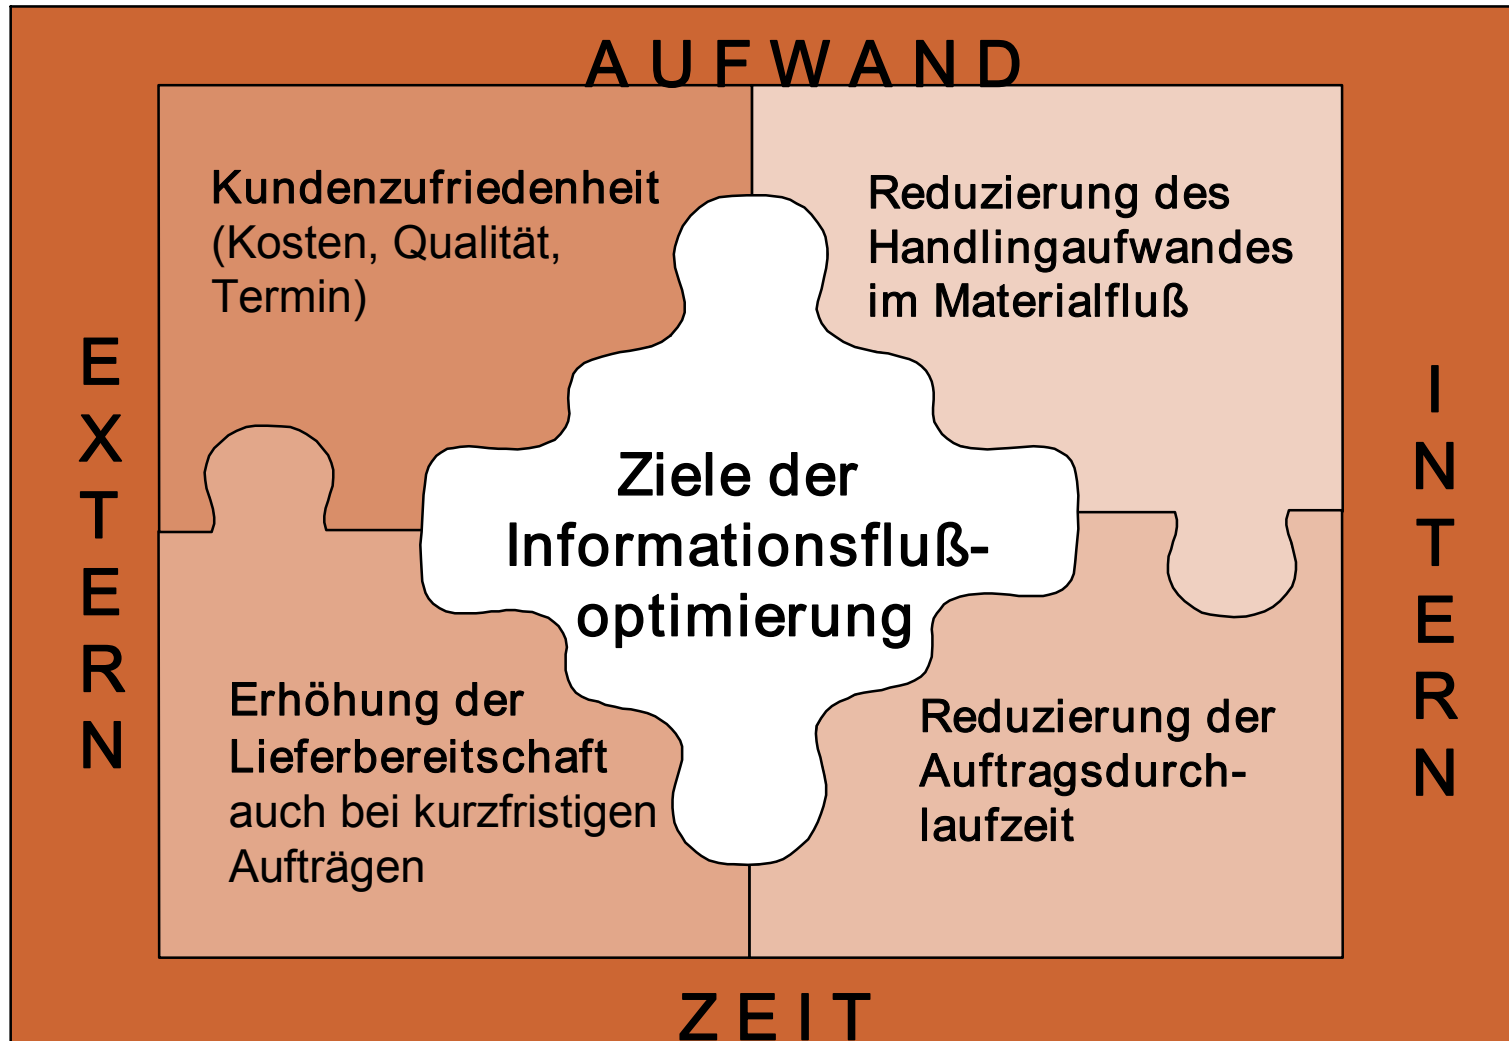 AUFWAND
Kundenzufriedenheit
(Kosten, Qualität,
Termin)
Reduzierung des
Handlingaufwandes
im Materialfluß
EXTERN
Ziele der
Informationsfluß-
optimierung
INTERN
Erhöhung der
Lieferbereitschaft
auch bei kurzfristigen
Aufträgen
Reduzierung der
Auftragsdurch-
laufzeit
ZEIT